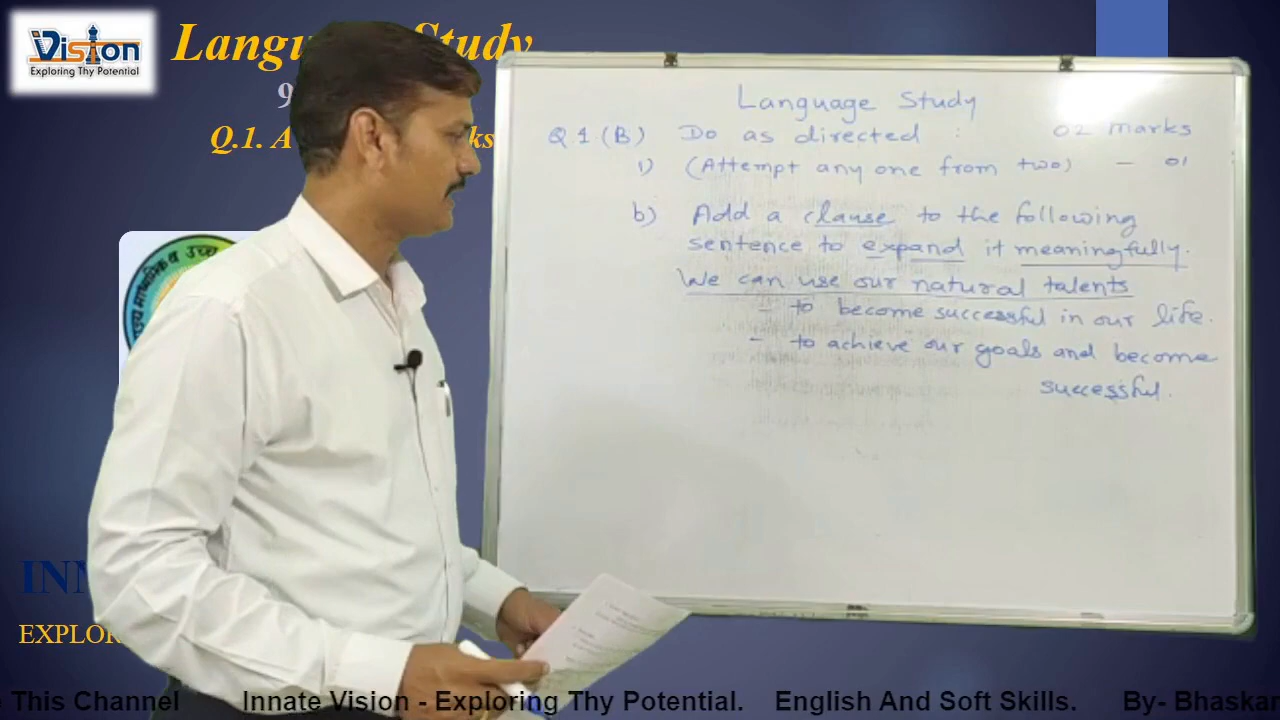 Vision
Exploring Thy Potential
Language Study
9
Q.1. A
ks
Language Study
Q 1 (B) Do as directed : 02 marks
1) (Attempt any one from two) - 01
b) Add a clause to the following
sentence to expand it meaningfully.
We can use our natural talents
- to become successful in our life.
- to achieve our goals and become
successful.
INN
EXPLOR
This Channel Innate Vision - Exploring Thy Potential. English And Soft Skills. By- Bhaskar